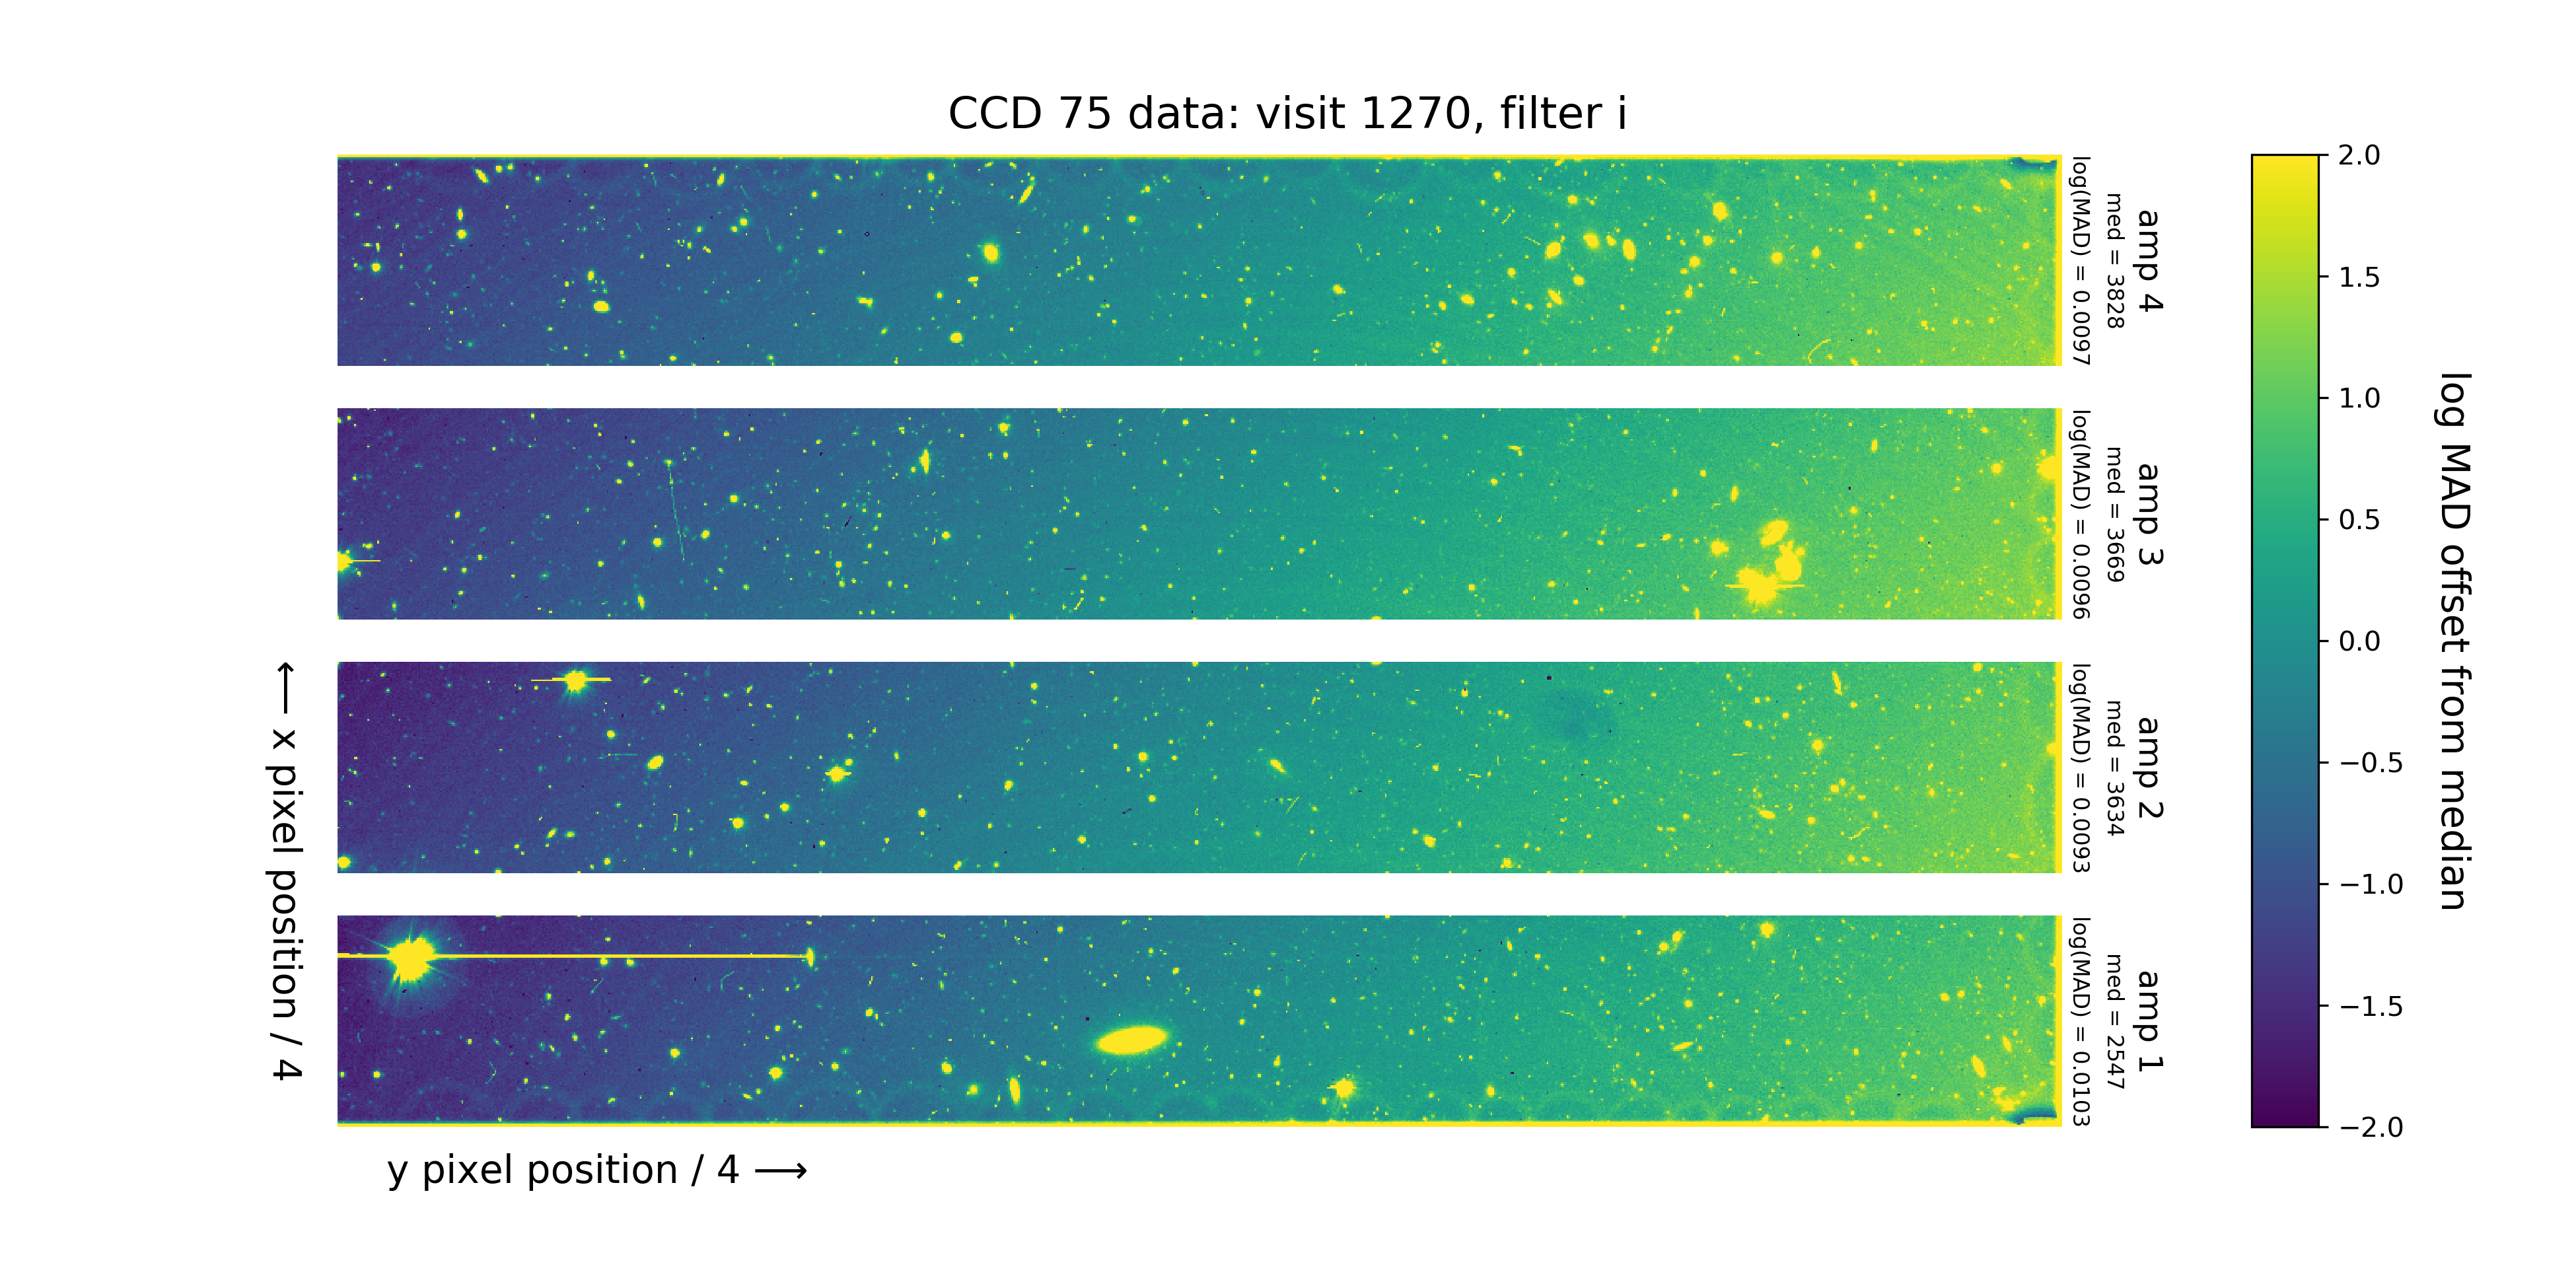 CCD 75 data: visit 1270, filter i
amp 4
med = 3828
log(MAD) = 0.0097
amp 3
med = 3669
log(MAD) = 0.0096
amp 2
med = 3634
log(MAD) = 0.0093
amp 1
med = 2547
log(MAD) = 0.0103
⟵ x pixel position / 4
y pixel position / 4 ⟶
2.0
1.5
1.0
0.5
0.0
−0.5
−1.0
−1.5
−2.0
log MAD offset from median